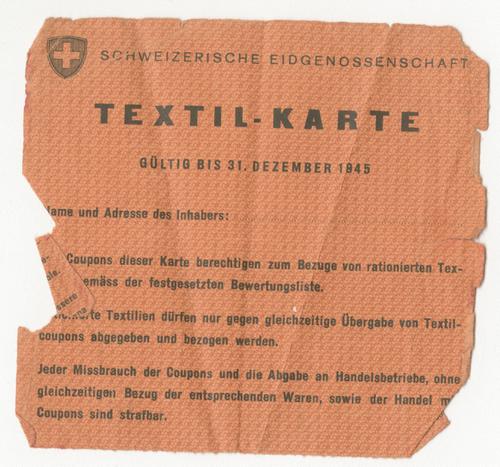 SCHWEIZERISCHE EIDGENOSSENSCHAFT
TEXTIL-KARTE
GÜLTIG BIS 31. DEZEMBER 1945
Name und Adresse des Inhabers:
Coupons dieser Karte berechtigen zum Bezuge von rationierten Tex-
emäss der festgesetzten Bewertungsliste.
Textilien dürfen nur gegen gleichzeitige Übergabe von Textil-
coupons abgegeben und bezogen werden.
Jeder Missbrauch der Coupons und die Abgabe an Handelsbetriebe, ohne
gleichzeitigen Bezug der entsprechenden Waren, sowie der Handel m
Coupons sind strafbar.